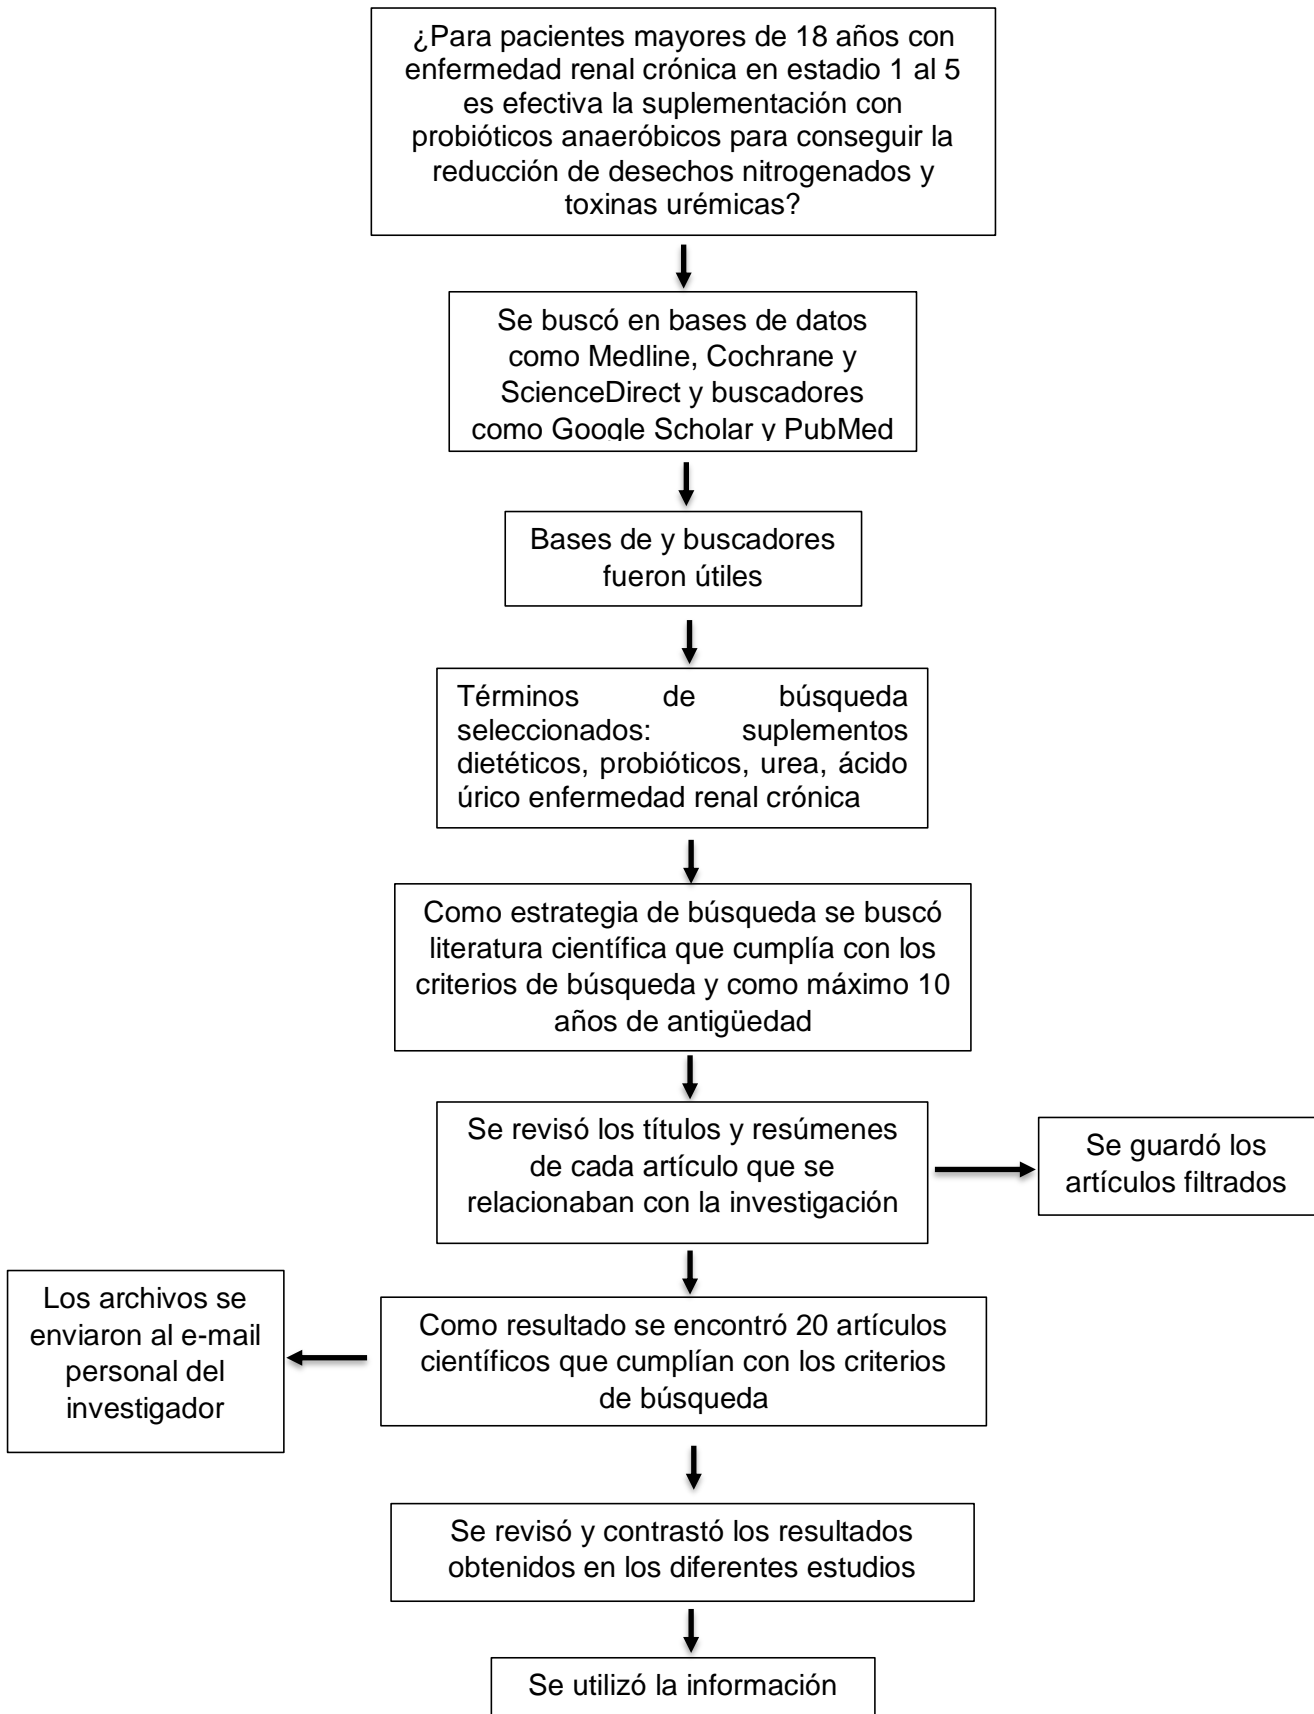 ¿Para pacientes mayores de 18 años con
enfermedad renal crónica en estadio 1 al 5
es efectiva la suplementación con
probióticos anaeróbicos para conseguir la
reducción de desechos nitrogenados y
toxinas urémicas?
Se buscó en bases de datos
como Medline, Cochrane y
ScienceDirect y buscadores
como Google Scholar y PubMed
Bases de y buscadores
fueron útiles
Términos de búsqueda
seleccionados: suplementos
dietéticos, probióticos, urea, ácido
úrico enfermedad renal crónica
Como estrategia de búsqueda se buscó
literatura científica que cumplía con los
criterios de búsqueda y como máximo 10
años de antigüedad
Se revisó los títulos y resúmenes
de cada artículo que se
relacionaban con la investigación
Se guardó los
artículos filtrados
Los archivos se
enviaron al e-mail
personal del
investigador
Como resultado se encontró 20 artículos
científicos que cumplían con los criterios
de búsqueda
Se revisó y contrastó los resultados
obtenidos en los diferentes estudios
Se utilizó la información